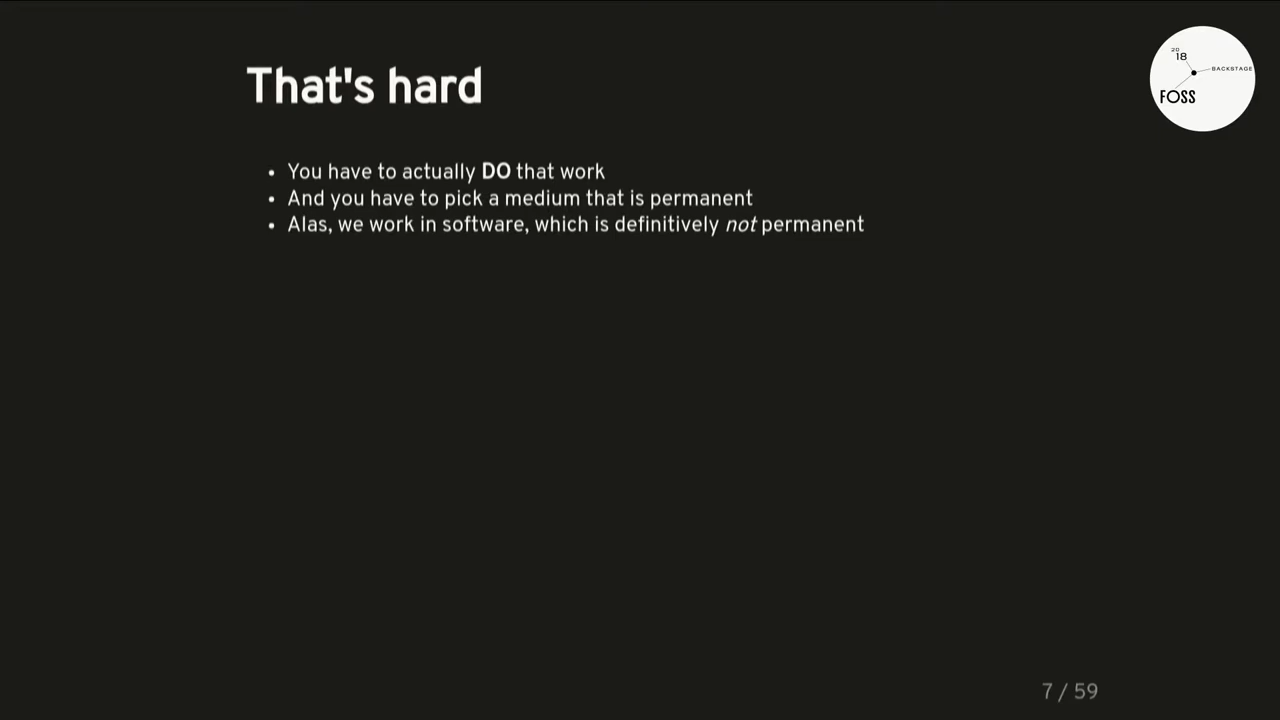 That's hard
20
18
BACKSTAGE
FOSS
• You have to actually DO that work
• And you have to pick a medium that is permanent
• Alas, we work in software, which is definitively not permanent
7 / 59